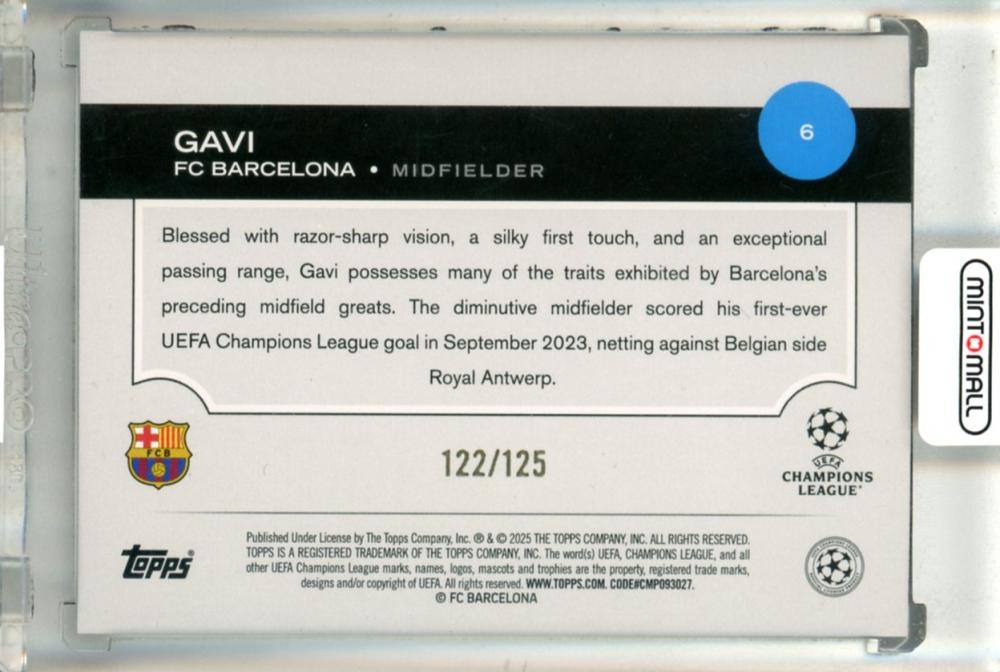 GAVI
FC BARCELONA • MIDFIELDER
6
Blessed with razor-sharp vision, a silky first touch, and an exceptional
passing range, Gavi possesses many of the traits exhibited by Barcelona's
preceding midfield greats. The diminutive midfielder scored his first-ever
UEFA Champions League goal in September 2023, netting against Belgian side
Royal Antwerp.
FCB
122/125
UEFA
CHAMPIONS
LEAGUE®
topps®
Published Under License by The Topps Company, Inc. ® & © 2025 THE TOPPS COMPANY, INC. ALL RIGHTS RESERVED.
TOPPS IS A REGISTERED TRADEMARK OF THE TOPPS COMPANY, INC. The word(s) UEFA, CHAMPIONS LEAGUE, and all
other UEFA Champions League marks, names, logos, mascots and trophies are the property, registered trade marks,
designs and/or copyright of UEFA. All rights reserved. WWW.TOPPS.COM. CODE#CMP093027.
© FC BARCELONA
MINTMALL